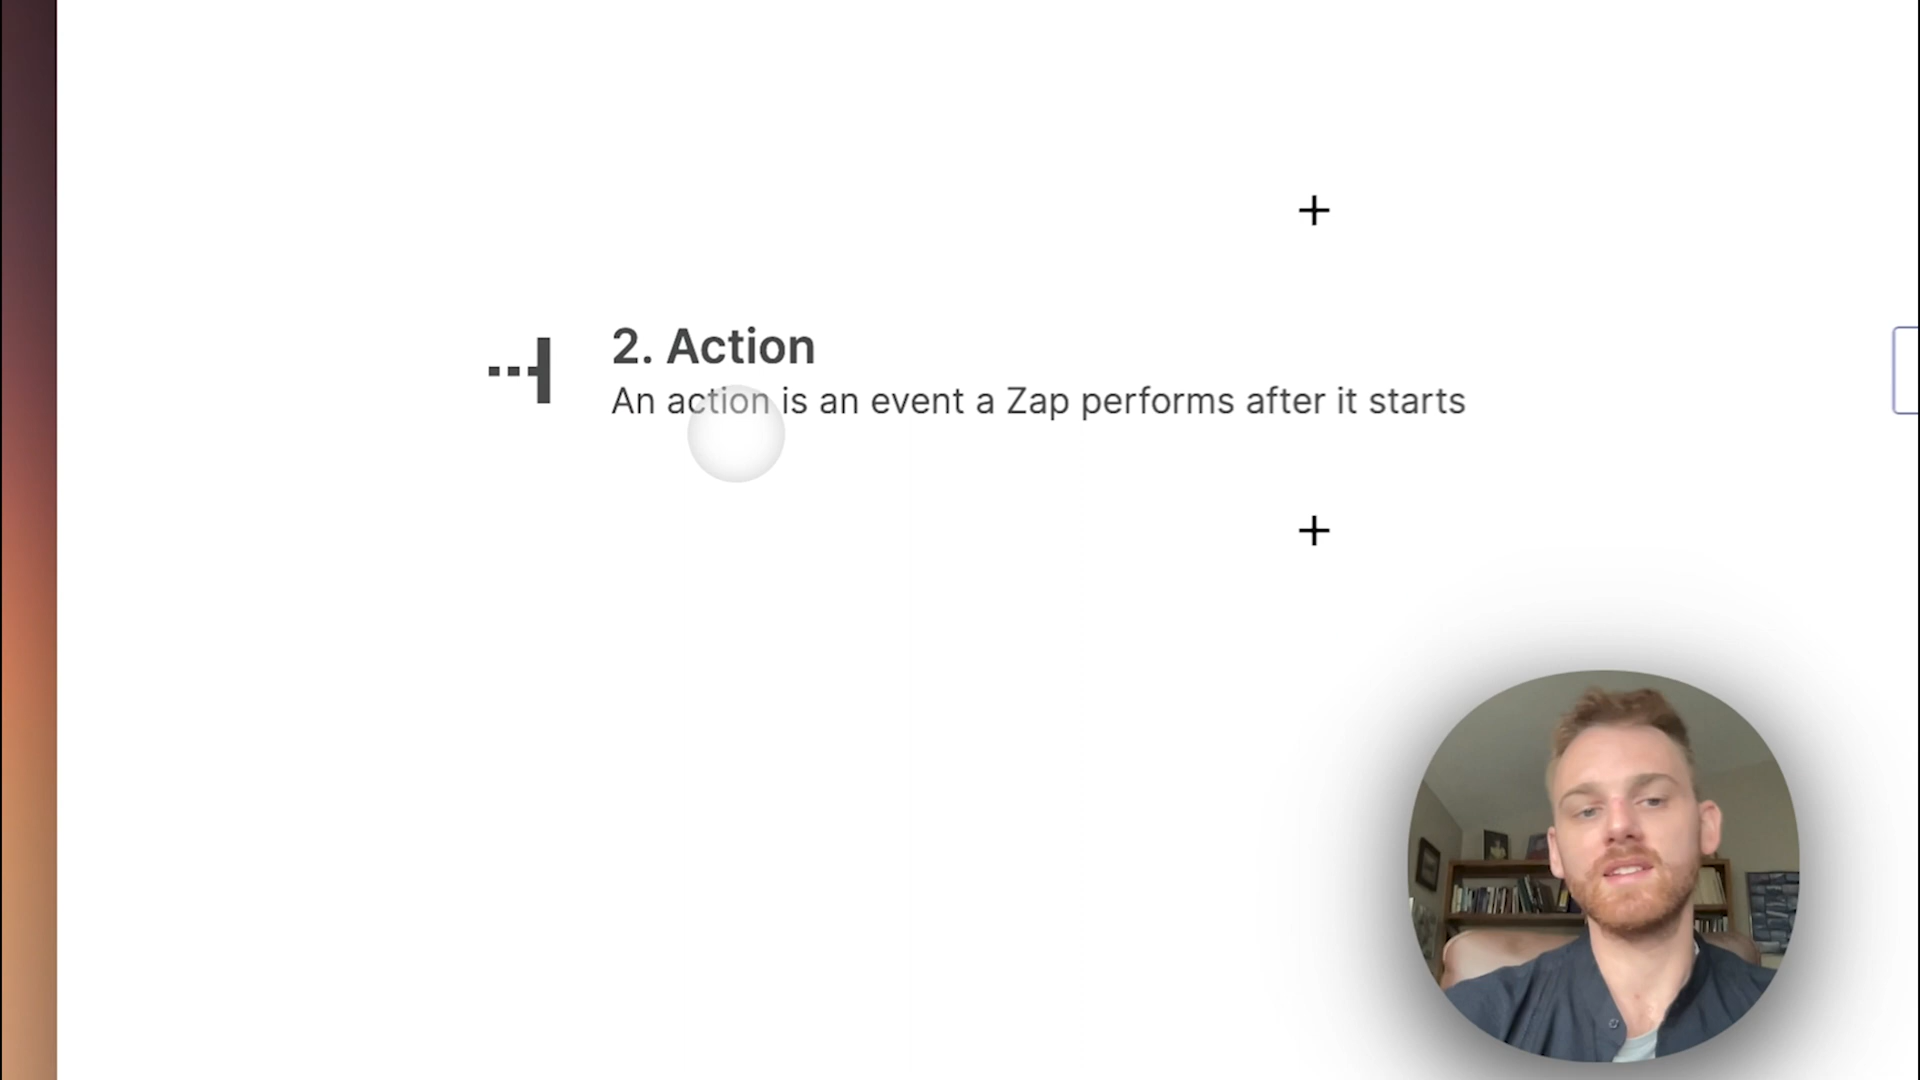 2. Action
An action is an event a Zap performs after it starts